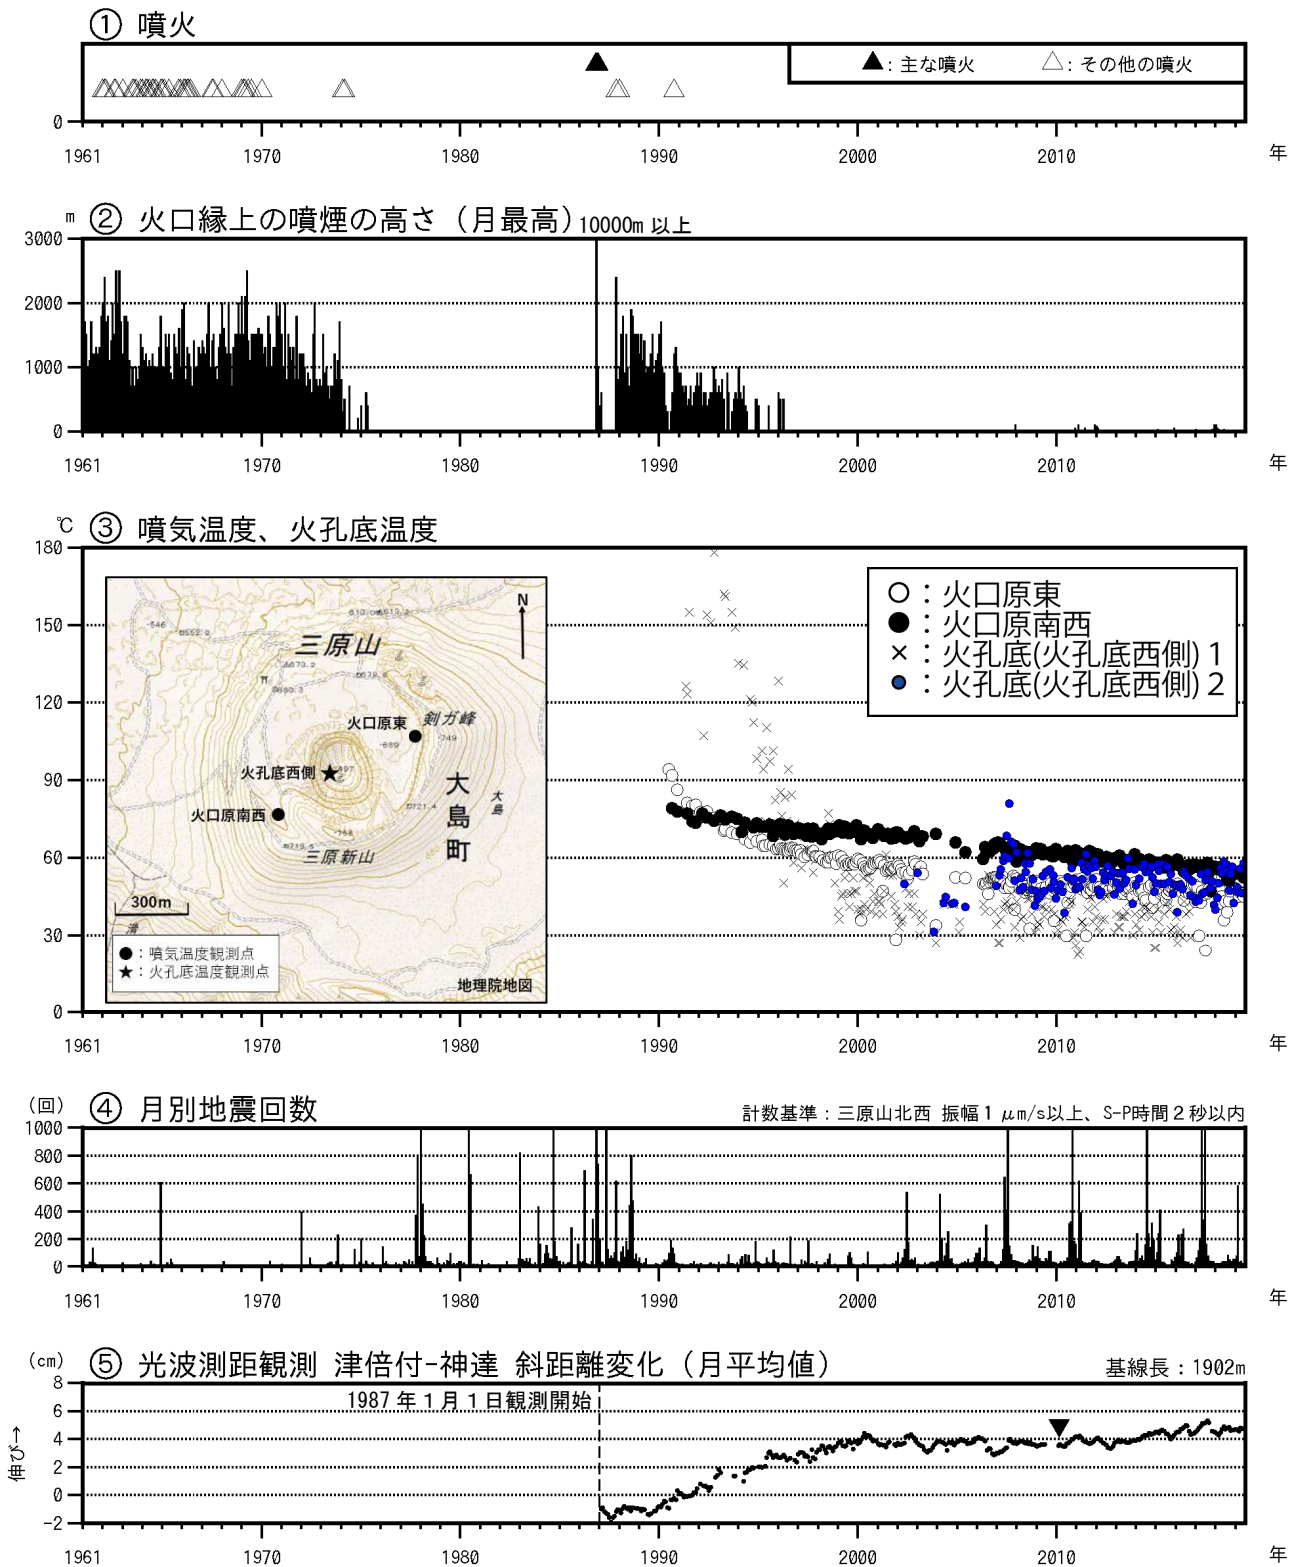 ① 噴火
▲：主な噴火 △：その他の噴火
0
1961 1970 1980 1990 2000 2010 年
m ② 火口縁上の噴煙の高さ（月最高） 10000m 以上
3000
2000
1000
0
1961 1970 1980 1990 2000 2010 年
℃ ③ 噴気温度、火孔底温度
180
150
120
90
60
30
0
○：火口原東
●：火口原南西
×：火孔底(火孔底西側) 1
●：火孔底(火孔底西側) 2
N
三原山
火口原東
剣ガ峰
火孔底西側
火口原南西
大島町
大島
三原新山
300m
●：噴気温度観測点
★：火孔底温度観測点
地理院地図
1961 1970 1980 1990 2000 2010 年
(回) ④ 月別地震回数
計数基準：三原山北西 振幅１μm/s以上、S-P時間２秒以内
1000
800
600
400
200
0
1961 1970 1980 1990 2000 2010 年
(cm) ⑤ 光波測距観測 津倍付-神達 斜距離変化（月平均値）
基線長：1902m
1987 年１月１日観測開始
伸び→
8
6
4
2
0
-2
1961 1970 1980 1990 2000 2010 年